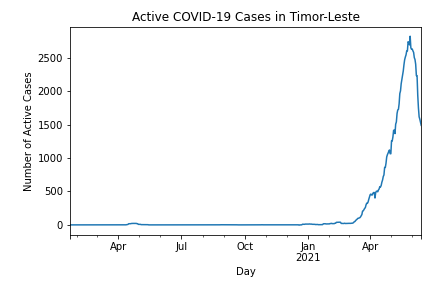 Active COVID-19 Cases in Timor-Leste
Number of Active Cases
2500
2000
1500
1000
500
0
Apr Jul Oct Jan Apr
2021
Day